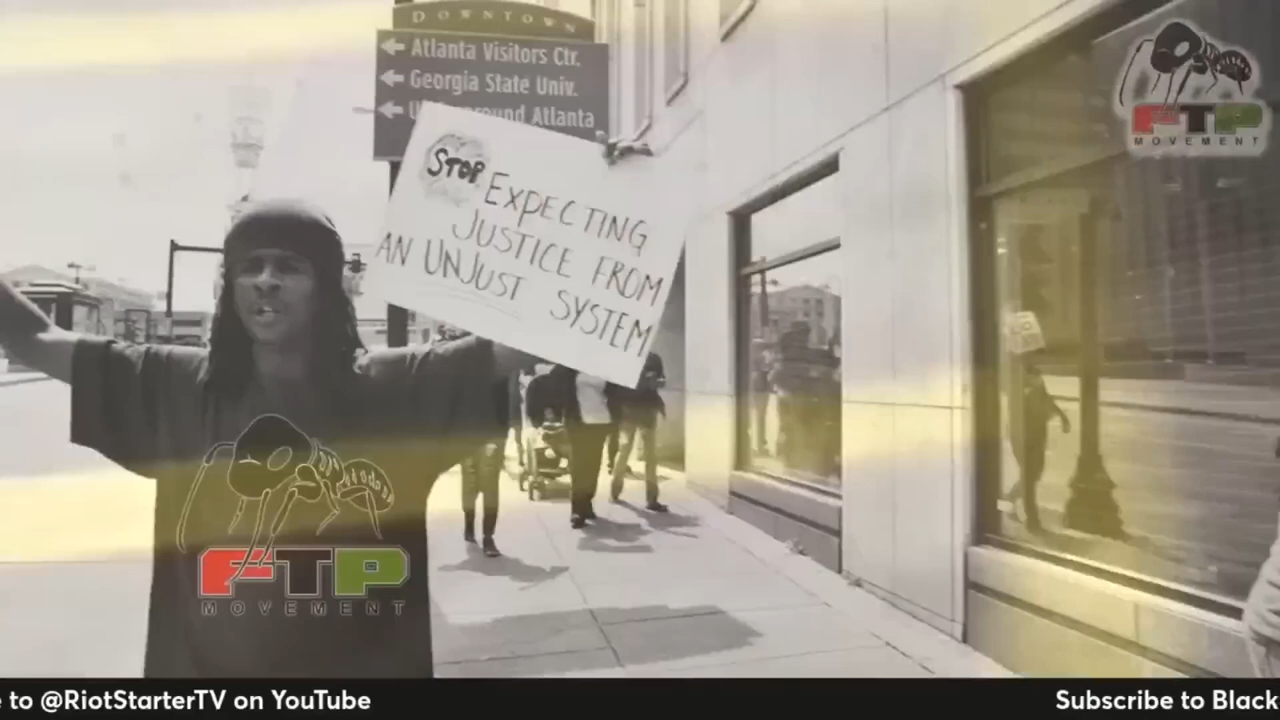 DOWNTOWN
← Atlanta Visitors Ctr.
← Georgia State Univ.
← Underground Atlanta
STOP EXPECTING
JUSTICE FROM
AN UNJUST SYSTEM
FTP
MOVEMENT
FTP
MOVEMENT
e to @RiotStarterTV on YouTube
Subscribe to Black